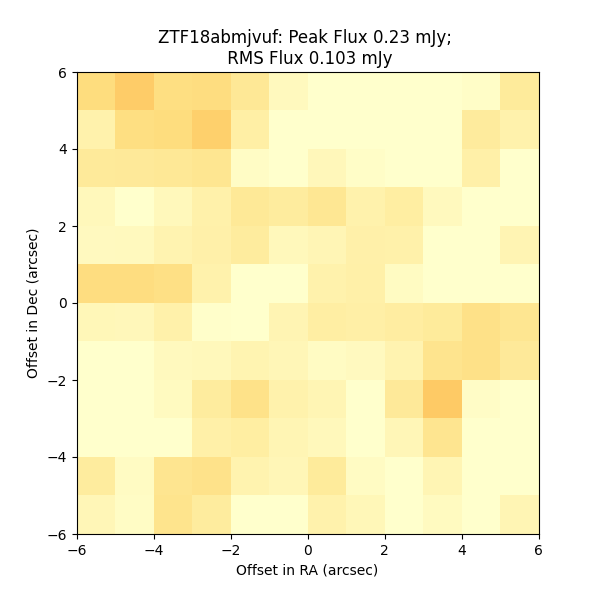 ZTF18abmjvuf: Peak Flux 0.23 mJy;
RMS Flux 0.103 mJy
6
4
2
0
−2
−4
−6
Offset in Dec (arcsec)
−6 −4 −2 0 2 4 6
Offset in RA (arcsec)